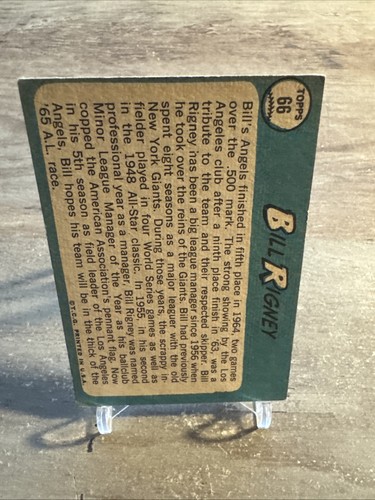 TOPPS
66
BILL RIGNEY
Bill's Angels finished in fifth place in 1964, two games
over the .500 mark. The strong showing by the Los
Angeles club after a ninth place finish in '63, was a
tribute to the team and their respected skipper. Bill
Rigney has been a big league manager since 1956 when
he took over the reins of the Giants. Bill had previously
spent eight seasons as a major leaguer with the old
New York Giants. During those years, the scrappy in-
fielder played in four World Series games as well as
in the 1948 All-Star classic. In 1955, in his second
professional year as a manager, Bill Rigney was named
Minor League Manager of the Year as his ballclub
copped the American Association's pennant flag. Now
in his 5th season as field leader of the Los Angeles
Angels, Bill hopes his team will be in the thick of the
'65 A.L. race.
© T.C.G. PRINTED IN U.S.A.